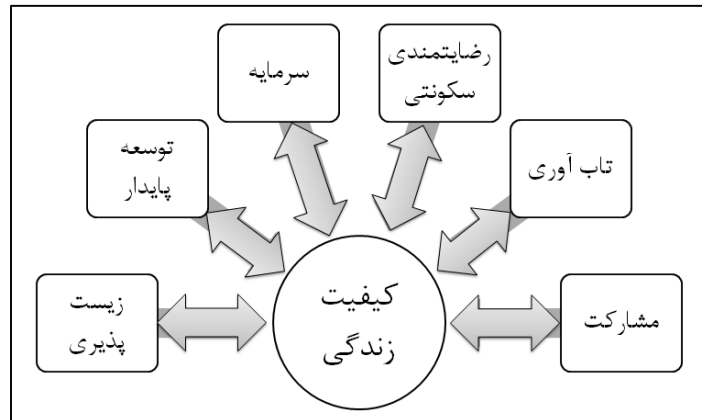 رضایتمندی
سکونتی
سرمایه
تاب آوری
توسعه
پایدار
مشارکت
زیست
پذیری
کیفیت
زندگی